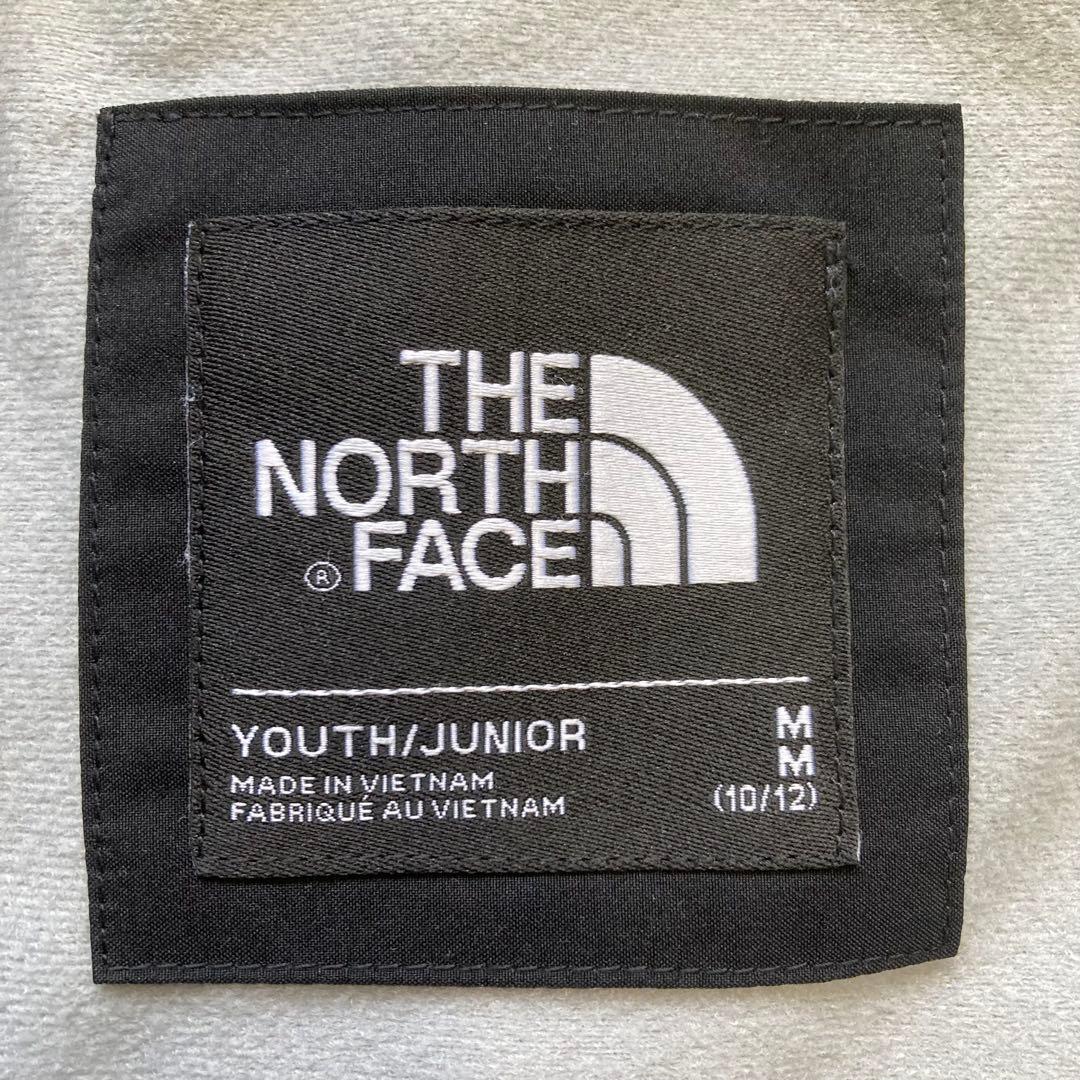 THE
NORTH
® FACE
YOUTH/JUNIOR M
M
MADE IN VIETNAM
FABRIQUÉ AU VIETNAM (10/12)